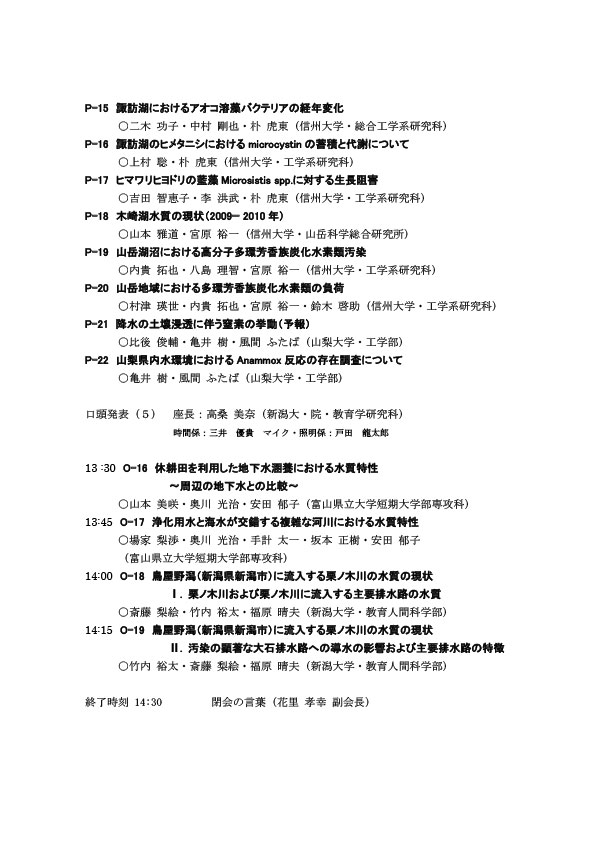 P-15 諏訪湖におけるアオコ溶藻バクテリアの経年変化
○二木 功子・中村 剛也・朴 虎東（信州大学・総合工学系研究科）
P-16 諏訪湖のヒメタニシにおける microcystin の蓄積と代謝について
○上村 聡・朴 虎東（信州大学・工学系研究科）
P-17 ヒマワリヒヨドリの藍藻 Microsistis spp.に対する生長阻害
○吉田 智恵子・李 洪武・朴 虎東（信州大学・工学系研究科）
P-18 木崎湖水質の現状（2009－2010 年）
○山本 雅道・宮原 裕一（信州大学・山岳科学総合研究所）
P-19 山岳湖沼における高分子多環芳香族炭化水素類汚染
○内貴 拓也・八島 理智・宮原 裕一（信州大学・工学系研究科）
P-20 山岳地域における多環芳香族炭化水素類の負荷
○村津 瑛世・内貴 拓也・宮原 裕一・鈴木 啓助（信州大学・工学系研究科）
P-21 降水の土壌浸透に伴う窒素の挙動（予報）
○比後 俊輔・亀井 樹・風間 ふたば（山梨大学・工学部）
P-22 山梨県内水環境における Anammox 反応の存在調査について
○亀井 樹・風間 ふたば（山梨大学・工学部）
口頭発表（５） 座長：高桑 美奈（新潟大・院・教育学研究科）
時間係：三井 優貴 マイク・照明係：戸田 龍太郎
13:30 O-16 休耕田を利用した地下水涵養における水質特性
～周辺の地下水との比較～
○山本 美咲・奥川 光治・安田 郁子（富山県立大学短期大学部専攻科）
13:45 O-17 浄化用水と海水が交錯する複雑な河川における水質特性
○場家 梨渉・奥川 光治・手計 太一・坂本 正樹・安田 郁子
（富山県立大学短期大学部専攻科）
14:00 O-18 鳥屋野潟（新潟県新潟市）に流入する栗ノ木川の水質の現状
Ⅰ. 栗ノ木川および栗ノ木川に流入する主要排水路の水質
○斎藤 梨絵・竹内 裕太・福原 晴夫（新潟大学・教育人間科学部）
14:15 O-19 鳥屋野潟（新潟県新潟市）に流入する栗ノ木川の水質の現状
Ⅱ. 汚染の顕著な大石排水路への導水の影響および主要排水路の特徴
○竹内 裕太・斎藤 梨絵・福原 晴夫（新潟大学・教育人間科学部）
終了時刻 14:30 閉会の言葉（花里 孝幸 副会長）